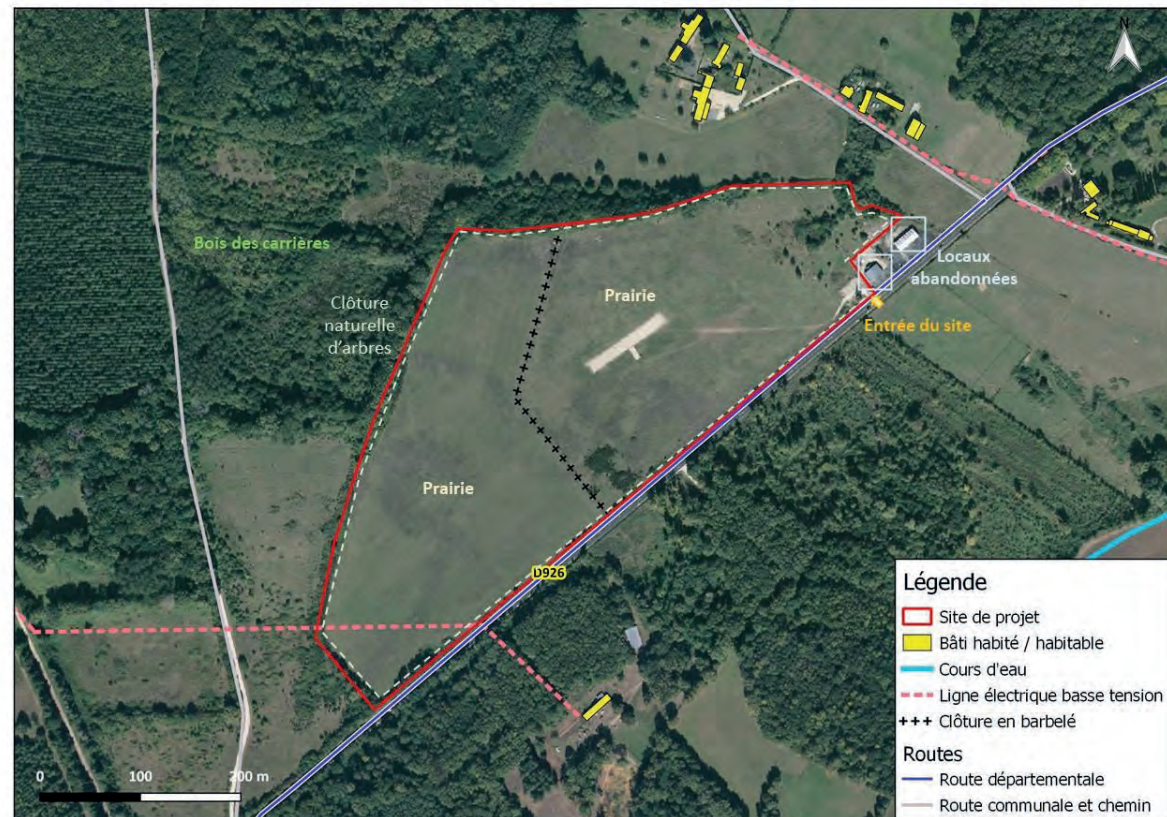 N
Bois des carrières
Clôture
naturelle
d'arbres
Prairie
Locaux
abandonnées
Entrée du site
Prairie
D926
0
100
200 m
Légende
Site de projet
Bâti habité / habitable
Cours d'eau
Ligne électrique basse tension
+++ Clôture en barbelé
Routes
Route départementale
Route communale et chemin